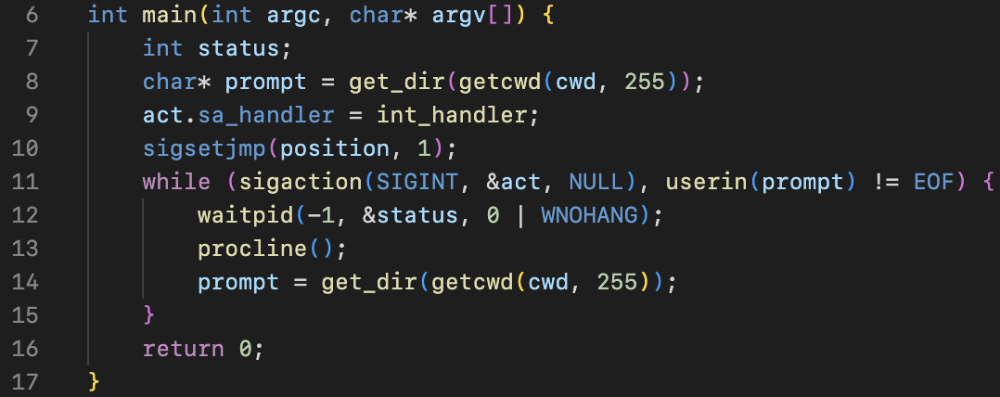 6 int main(int argc, char* argv[]) {
7     int status;
8     char* prompt = get_dir(getcwd(cwd, 255));
9     act.sa_handler = int_handler;
10     sigsetjmp(position, 1);
11     while (sigaction(SIGINT, &act, NULL), userin(prompt) != EOF) {
12         waitpid(-1, &status, 0 | WNOHANG);
13         procline();
14         prompt = get_dir(getcwd(cwd, 255));
15     }
16     return 0;
17 }